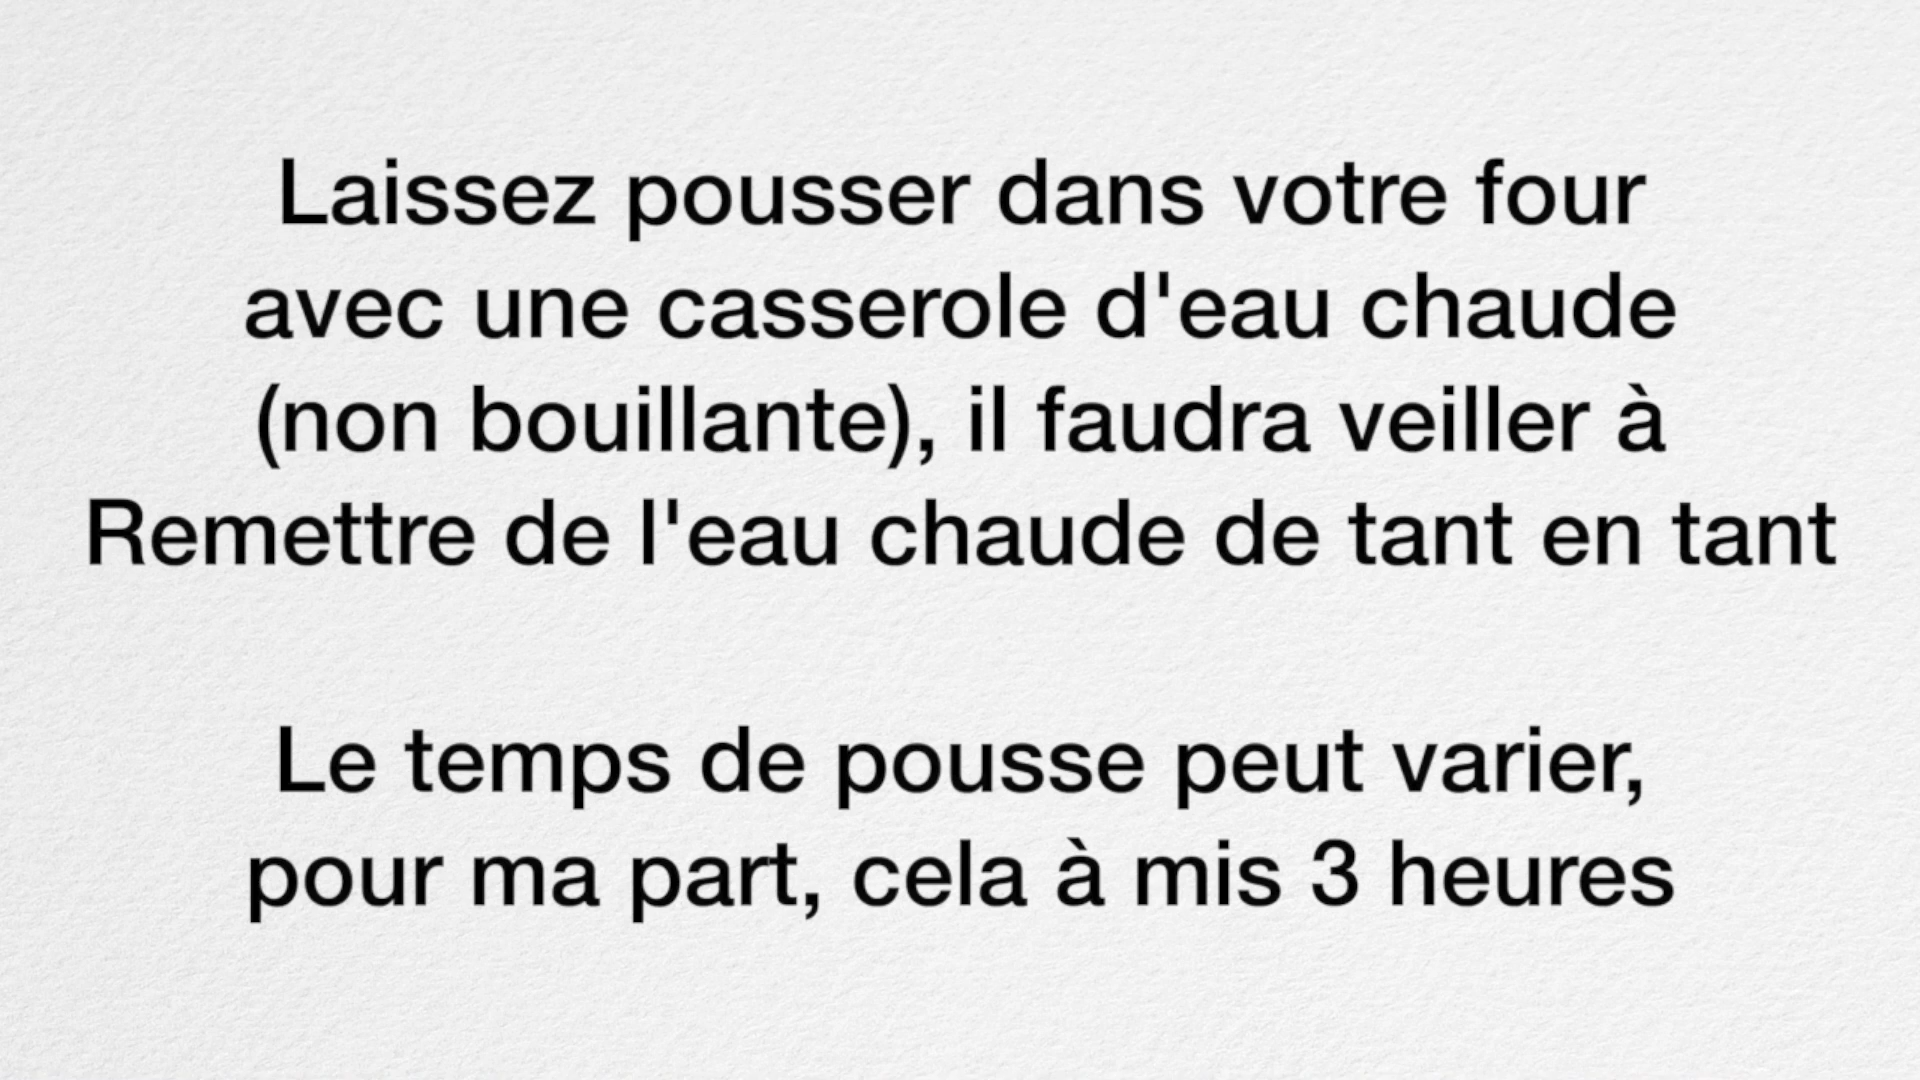 Laissez pousser dans votre four
avec une casserole d'eau chaude
(non bouillante), il faudra veiller à
Remettre de l'eau chaude de tant en tant
Le temps de pousse peut varier,
pour ma part, cela à mis 3 heures